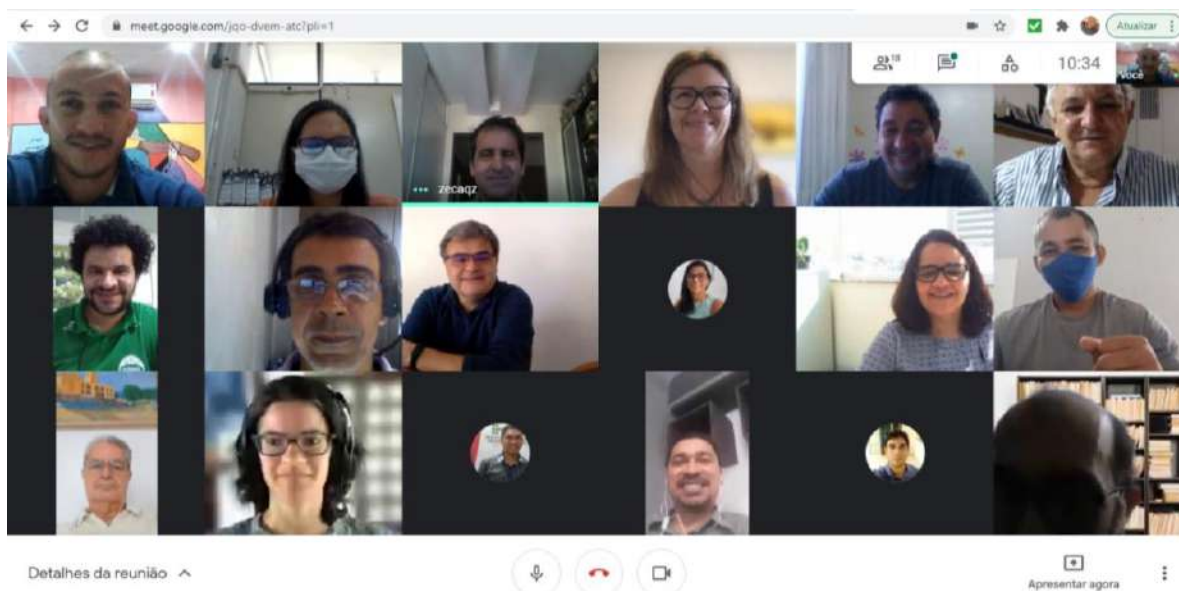 meet.google.com/jqo-dvem-atc?pli=1
Atualizar
18
10:34
Você
zecaqz
Detalhes da reunião
Apresentar agora